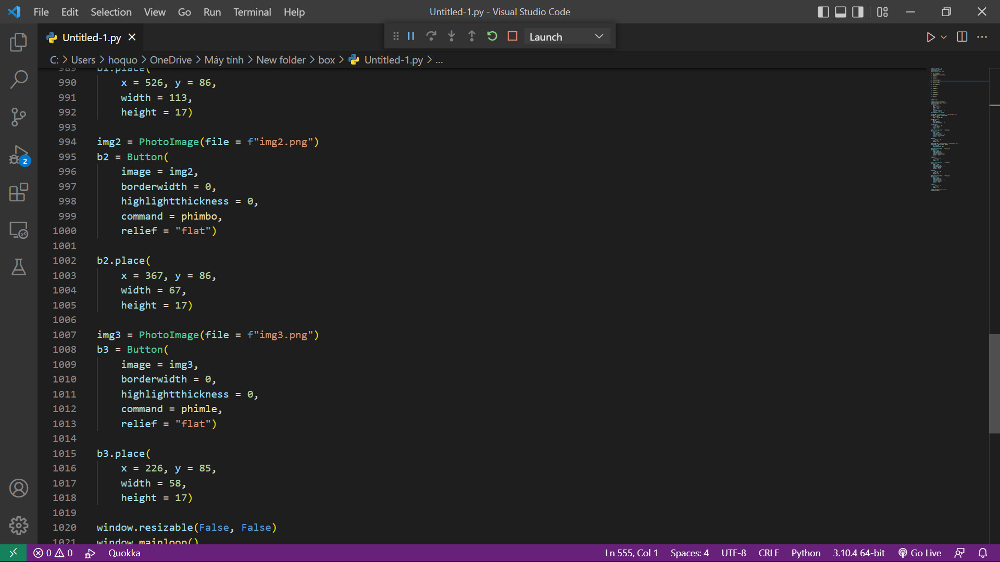 File Edit Selection View Go Run Terminal Help
Untitled-1.py - Visual Studio Code
Untitled-1.py
Launch
C: > Users > hoquo > OneDrive > Máy tính > New folder > box > Untitled-1.py > ...
989 b1.place(
990 x = 526, y = 86,
991 width = 113,
992 height = 17)
993
994 img2 = PhotoImage(file = f"img2.png")
995 b2 = Button(
996 image = img2,
997 borderwidth = 0,
998 highlightthickness = 0,
999 command = phimbo,
1000 relief = "flat")
1001
1002 b2.place(
1003 x = 367, y = 86,
1004 width = 67,
1005 height = 17)
1006
1007 img3 = PhotoImage(file = f"img3.png")
1008 b3 = Button(
1009 image = img3,
1010 borderwidth = 0,
1011 highlightthickness = 0,
1012 command = phimle,
1013 relief = "flat")
1014
1015 b3.place(
1016 x = 226, y = 85,
1017 width = 58,
1018 height = 17)
1019
1020 window.resizable(False, False)
1021 window.mainloop()
2
0 0 Quokka Ln 555, Col 1 Spaces: 4 UTF-8 CRLF Python 3.10.4 64-bit Go Live